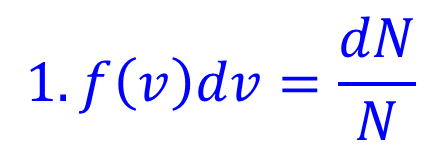 1. f(v)dv = dN/N